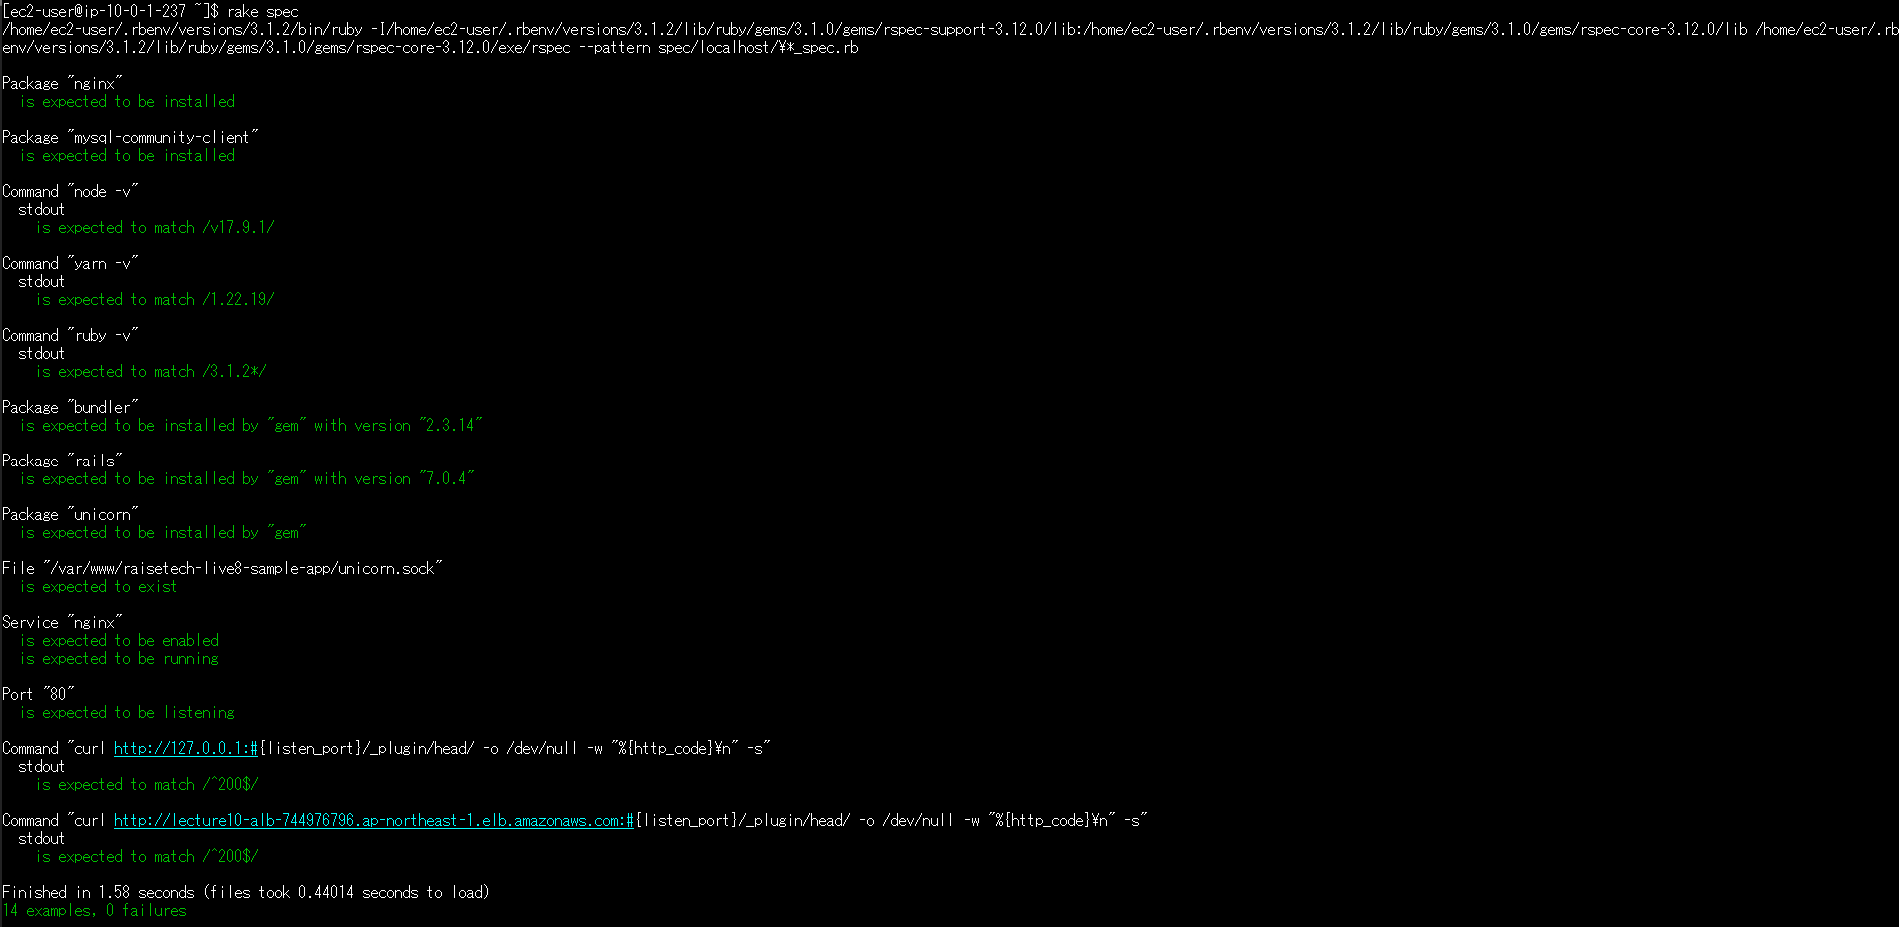 [ec2-user@ip-10-0-1-237 ~]$ rake spec
/home/ec2-user/.rbenv/versions/3.1.2/bin/ruby -I/home/ec2-user/.rbenv/versions/3.1.2/lib/ruby/gems/3.1.0/gems/rspec-support-3.12.0/lib:/home/ec2-user/.rbenv/versions/3.1.2/lib/ruby/gems/3.1.0/gems/rspec-core-3.12.0/lib /home/ec2-user/.rb
env/versions/3.1.2/lib/ruby/gems/3.1.0/gems/rspec-core-3.12.0/exe/rspec --pattern spec/localhost/¥*_spec.rb
Package "nginx"
is expected to be installed
Package "mysql-community-client"
is expected to be installed
Command "node -v"
stdout
is expected to match /v17.9.1/
Command "yarn -v"
stdout
is expected to match /1.22.19/
Command "ruby -v"
stdout
is expected to match /3.1.2*/
Package "bundler"
is expected to be installed by "gem" with version "2.3.14"
Package "rails"
is expected to be installed by "gem" with version "7.0.4"
Package "unicorn"
is expected to be installed by "gem"
File "/var/www/raisetech-live8-sample-app/unicorn.sock"
is expected to exist
Service "nginx"
is expected to be enabled
is expected to be running
Port "80"
is expected to be listening
Command "curl http://127.0.0.1:#{listen_port}/_plugin/head/ -o /dev/null -w "%{http_code}¥n" -s"
stdout
is expected to match /^200$/
Command "curl http://lecture10-alb-744976796.ap-northeast-1.elb.amazonaws.com:#{listen_port}/_plugin/head/ -o /dev/null -w "%{http_code}¥n" -s"
stdout
is expected to match /^200$/
Finished in 1.58 seconds (files took 0.44014 seconds to load)
14 examples, 0 failures